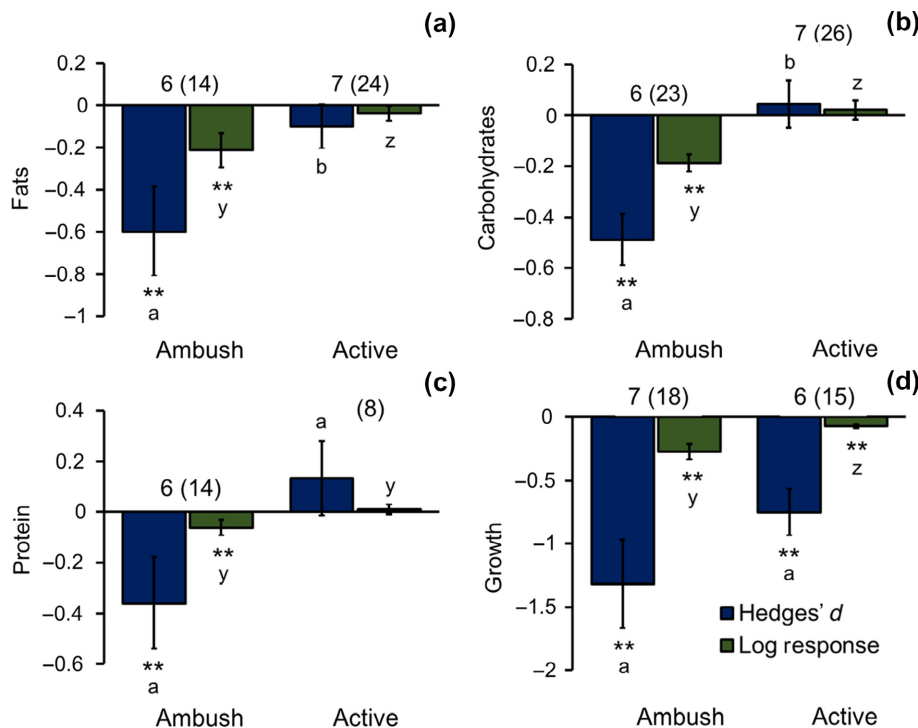 (a)
0.2
0
–0.2
–0.4
–0.6
–0.8
–1
Fats
6 (14)
7 (24)
**
a
**
y
b
z
Ambush
Active
(b)
0.2
0
–0.2
–0.4
–0.6
–0.8
Carbohydrates
6 (23)
7 (26)
**
a
**
y
b
z
Ambush
Active
(c)
0.4
0.2
0
–0.2
–0.4
–0.6
Protein
6 (14)
(8)
**
a
**
y
a
y
Ambush
Active
(d)
0
–0.5
–1
–1.5
–2
Growth
7 (18)
6 (15)
**
a
**
y
**
a
**
z
Hedges’ d
Log response
Ambush
Active